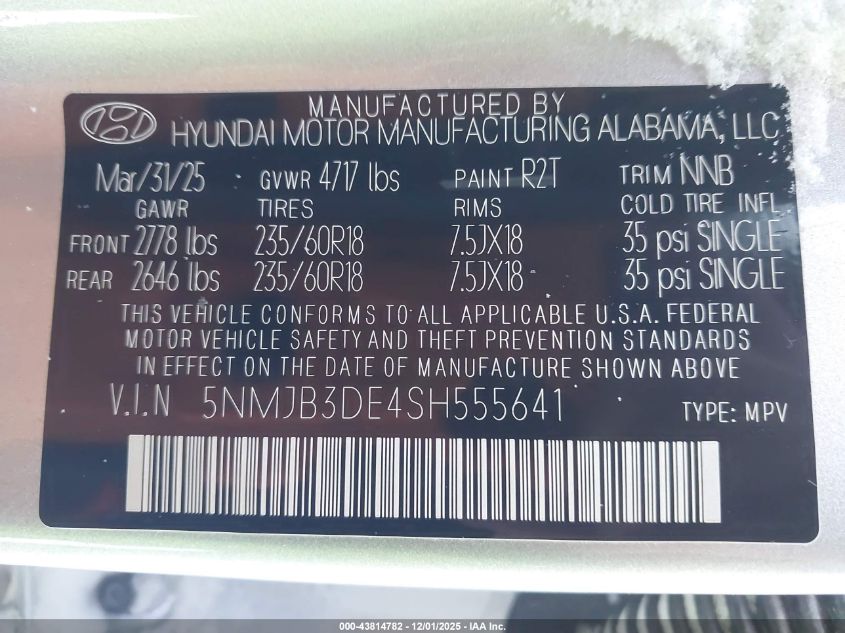 MANUFACTURED BY
HYUNDAI MOTOR MANUFACTURING ALABAMA, LLC
Mar/31/25 GVWR 4717 lbs PAINT R2T TRIM NNB
GAWR TIRES RIMS COLD TIRE INFL
FRONT 2778 lbs 235/60R18 7.5JX18 35 psi SINGLE
REAR 2646 lbs 235/60R18 7.5JX18 35 psi SINGLE
THIS VEHICLE CONFORMS TO ALL APPLICABLE U.S.A. FEDERAL
MOTOR VEHICLE SAFETY AND THEFT PREVENTION STANDARDS
IN EFFECT ON THE DATE OF MANUFACTURE SHOWN ABOVE
V.I.N 5NMJB3DE4SH555641 TYPE: MPV
000-43814782 - 12/01/2025 - IAA Inc.